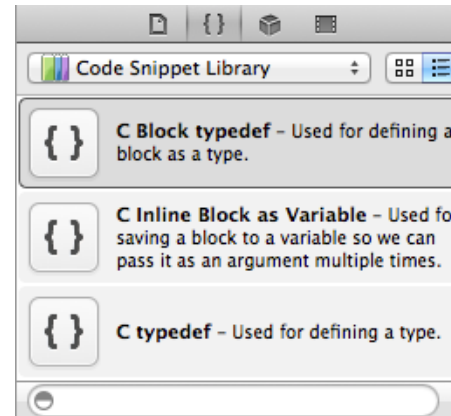 { }
Code Snippet Library
{ } C Block typedef – Used for defining a
block as a type.
{ } C Inline Block as Variable – Used fo
saving a block to a variable so we can
pass it as an argument multiple times.
{ } C typedef – Used for defining a type.